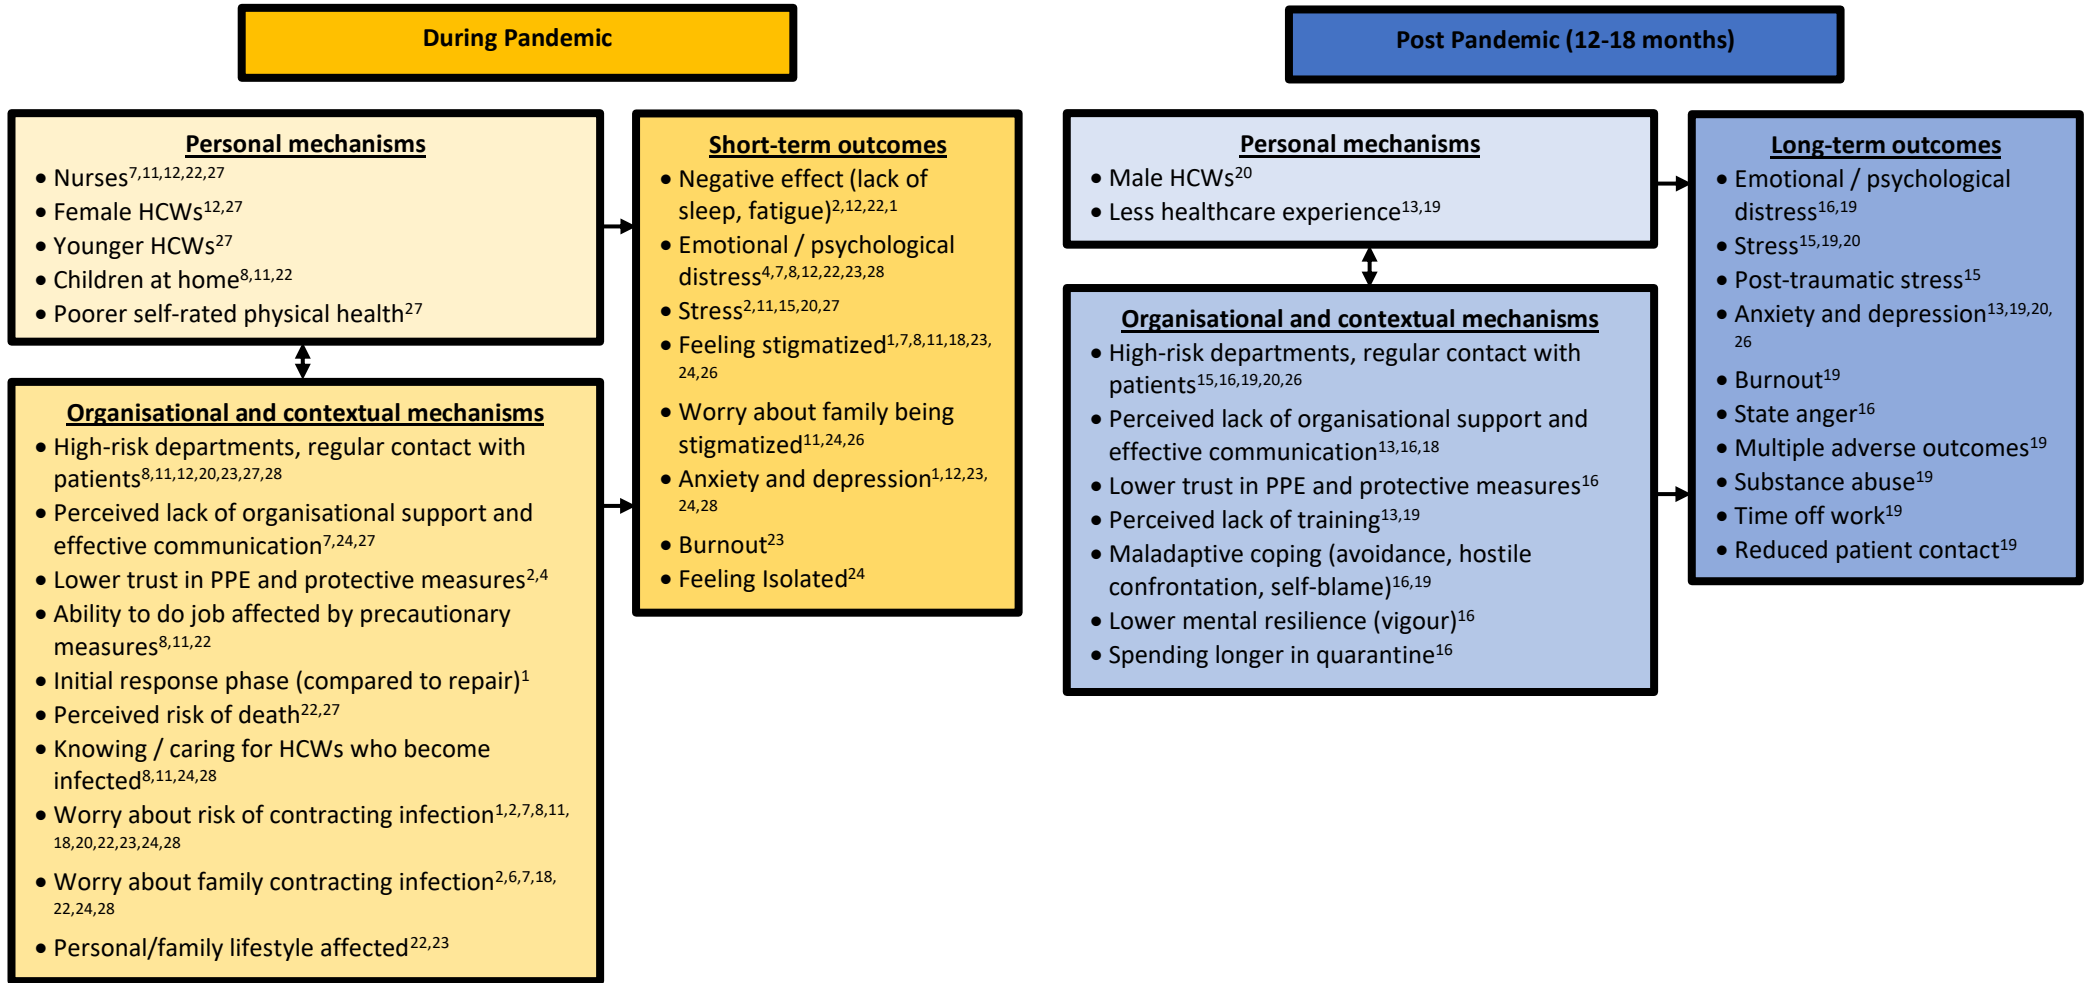 During Pandemic
Personal mechanisms
• Nurses7,11,12,22,27
• Female HCWs12,27
• Younger HCWs27
• Children at home8,11,22
• Poorer self-rated physical health27
Organisational and contextual mechanisms
• High-risk departments, regular contact with
patients8,11,12,20,23,27,28
• Perceived lack of organisational support and
effective communication7,24,27
• Lower trust in PPE and protective measures2,4
• Ability to do job affected by precautionary
measures8,11,22
• Initial response phase (compared to repair)1
• Perceived risk of death22,27
• Knowing / caring for HCWs who become
infected8,11,24,28
• Worry about risk of contracting infection1,2,7,8,11,
18,20,22,23,24,28
• Worry about family contracting infection2,6,7,18,
22,24,28
• Personal/family lifestyle affected22,23
Short-term outcomes
• Negative effect (lack of
sleep, fatigue)2,12,22,1
• Emotional / psychological
distress4,7,8,12,22,23,28
• Stress2,11,15,20,27
• Feeling stigmatized1,7,8,11,18,23,
24,26
• Worry about family being
stigmatized11,24,26
• Anxiety and depression1,12,23,
24,28
• Burnout23
• Feeling Isolated24
Post Pandemic (12-18 months)
Personal mechanisms
• Male HCWs20
• Less healthcare experience13,19
Organisational and contextual mechanisms
• High-risk departments, regular contact with
patients15,16,19,20,26
• Perceived lack of organisational support and
effective communication13,16,18
• Lower trust in PPE and protective measures16
• Perceived lack of training13,19
• Maladaptive coping (avoidance, hostile
confrontation, self-blame)16,19
• Lower mental resilience (vigour)16
• Spending longer in quarantine16
Long-term outcomes
• Emotional / psychological
distress16,19
• Stress15,19,20
• Post-traumatic stress15
• Anxiety and depression13,19,20,
26
• Burnout19
• State anger16
• Multiple adverse outcomes19
• Substance abuse19
• Time off work19
• Reduced patient contact19